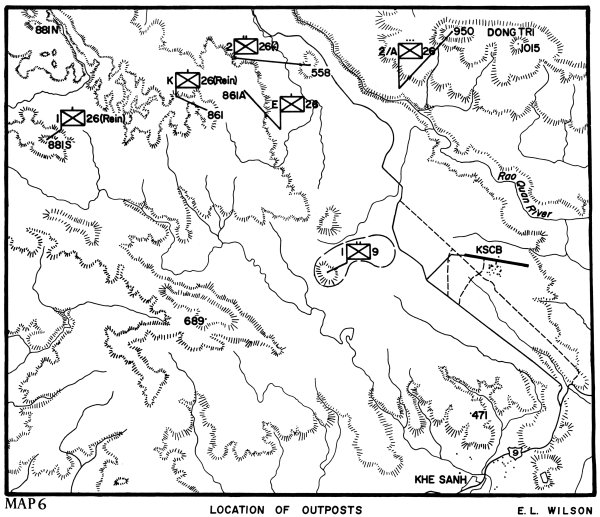 881N
2 26(-)
558
2/A 26
950
DONG TRI
1015
K 26(Rein)
861A
861
E 26
I 26(Rein)
881S
Rao Quan River
KSCB
1 9
689
471
9
KHE SANH
MAP 6
LOCATION OF OUTPOSTS
E. L. WILSON